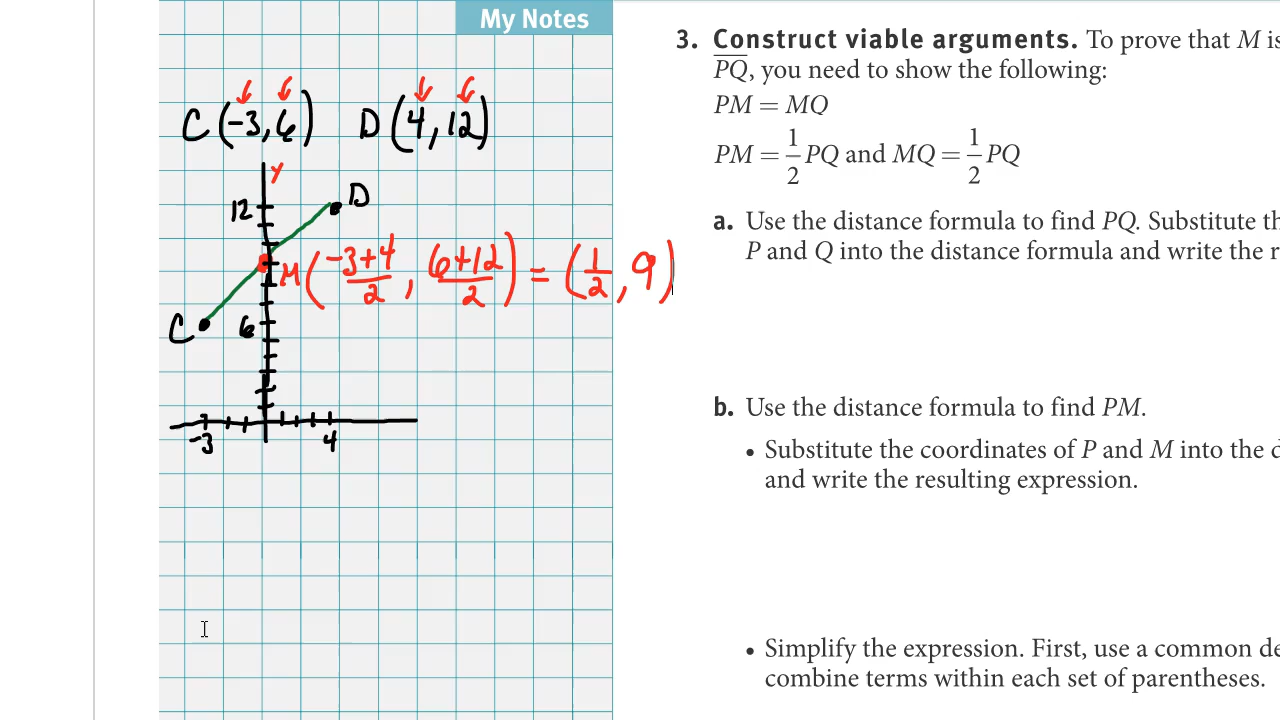 My Notes
C (-3, 6) D (4, 12)
Y
12
D
M (-3+4/2, 6+12/2) = (1/2, 9)
C
6
-3
4
3. Construct viable arguments. To prove that M is
PQ, you need to show the following:
PM = MQ
PM = 1/2 PQ and MQ = 1/2 PQ
a. Use the distance formula to find PQ. Substitute th
P and Q into the distance formula and write the r
b. Use the distance formula to find PM.
• Substitute the coordinates of P and M into the d
and write the resulting expression.
• Simplify the expression. First, use a common de
combine terms within each set of parentheses.